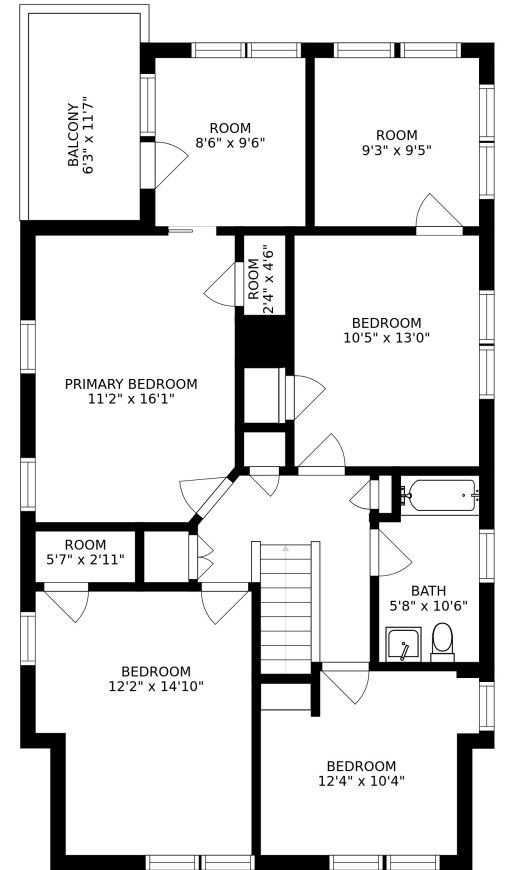 BALCONY
6'3" x 11'7"
ROOM
8'6" x 9'6"
ROOM
9'3" x 9'5"
ROOM
2'4" x 4'6"
BEDROOM
10'5" x 13'0"
PRIMARY BEDROOM
11'2" x 16'1"
ROOM
5'7" x 2'11"
BATH
5'8" x 10'6"
BEDROOM
12'2" x 14'10"
BEDROOM
12'4" x 10'4"